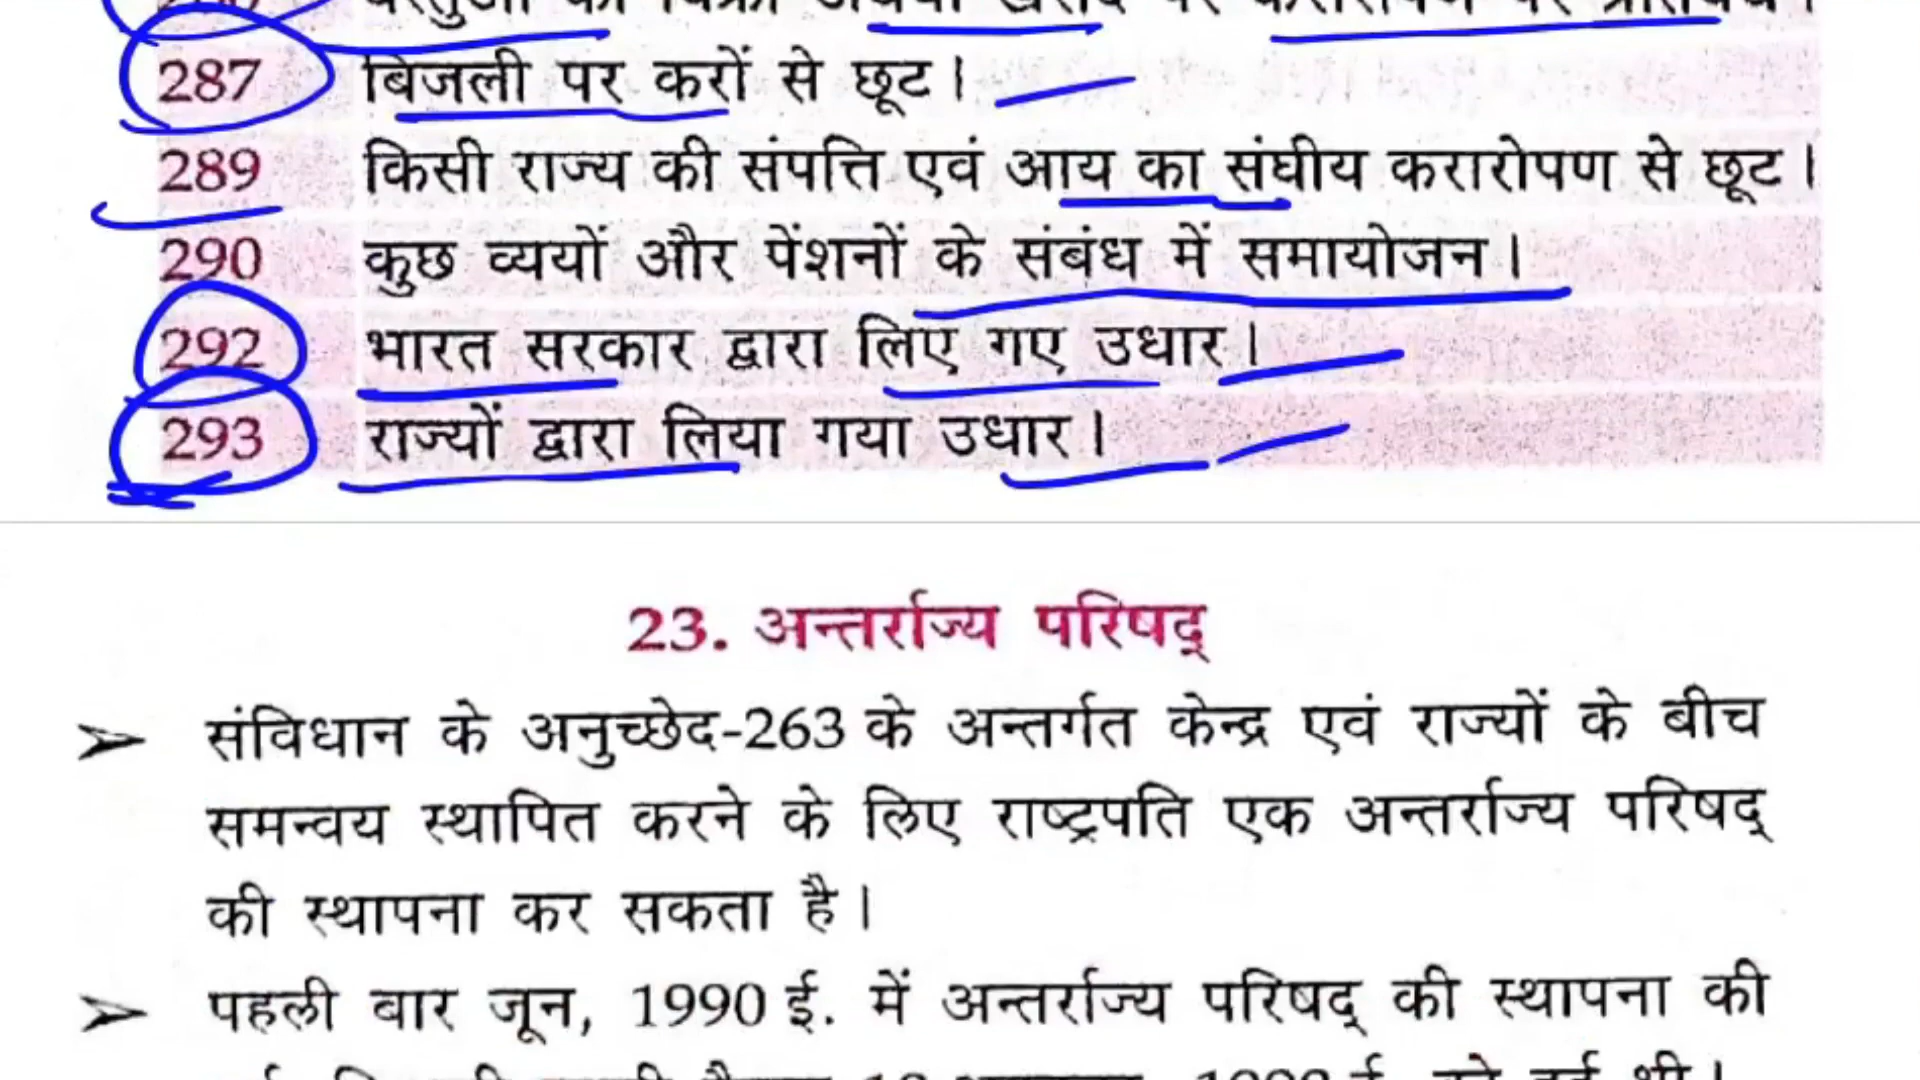 287 बिजली पर करों से छूट।
289 किसी राज्य की संपत्ति एवं आय का संघीय करारोपण से छूट।
290 कुछ व्ययों और पेंशनों के संबंध में समायोजन।
292 भारत सरकार द्वारा लिए गए उधार।
293 राज्यों द्वारा लिया गया उधार।
23. अन्तर्राज्य परिषद्
➢ संविधान के अनुच्छेद-263 के अन्तर्गत केन्द्र एवं राज्यों के बीच
समन्वय स्थापित करने के लिए राष्ट्रपति एक अन्तर्राज्य परिषद्
की स्थापना कर सकता है।
➢ पहली बार जून, 1990 ई. में अन्तर्राज्य परिषद् की स्थापना की